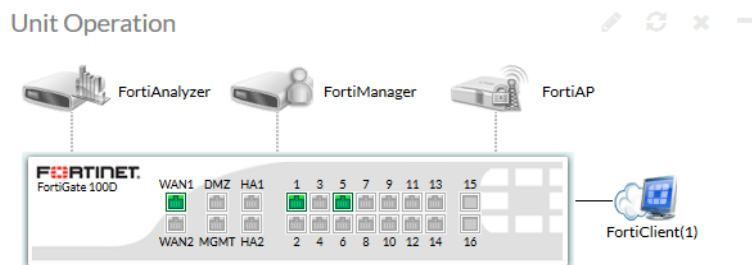 Unit Operation
FortiAnalyzer
FortiManager
FortiAP
FORTINET.
FortiGate 100D
WAN1 DMZ HA1 1 3 5 7 9 11 13 15
WAN2 MGMT HA2 2 4 6 8 10 12 14 16
FortiClient(1)